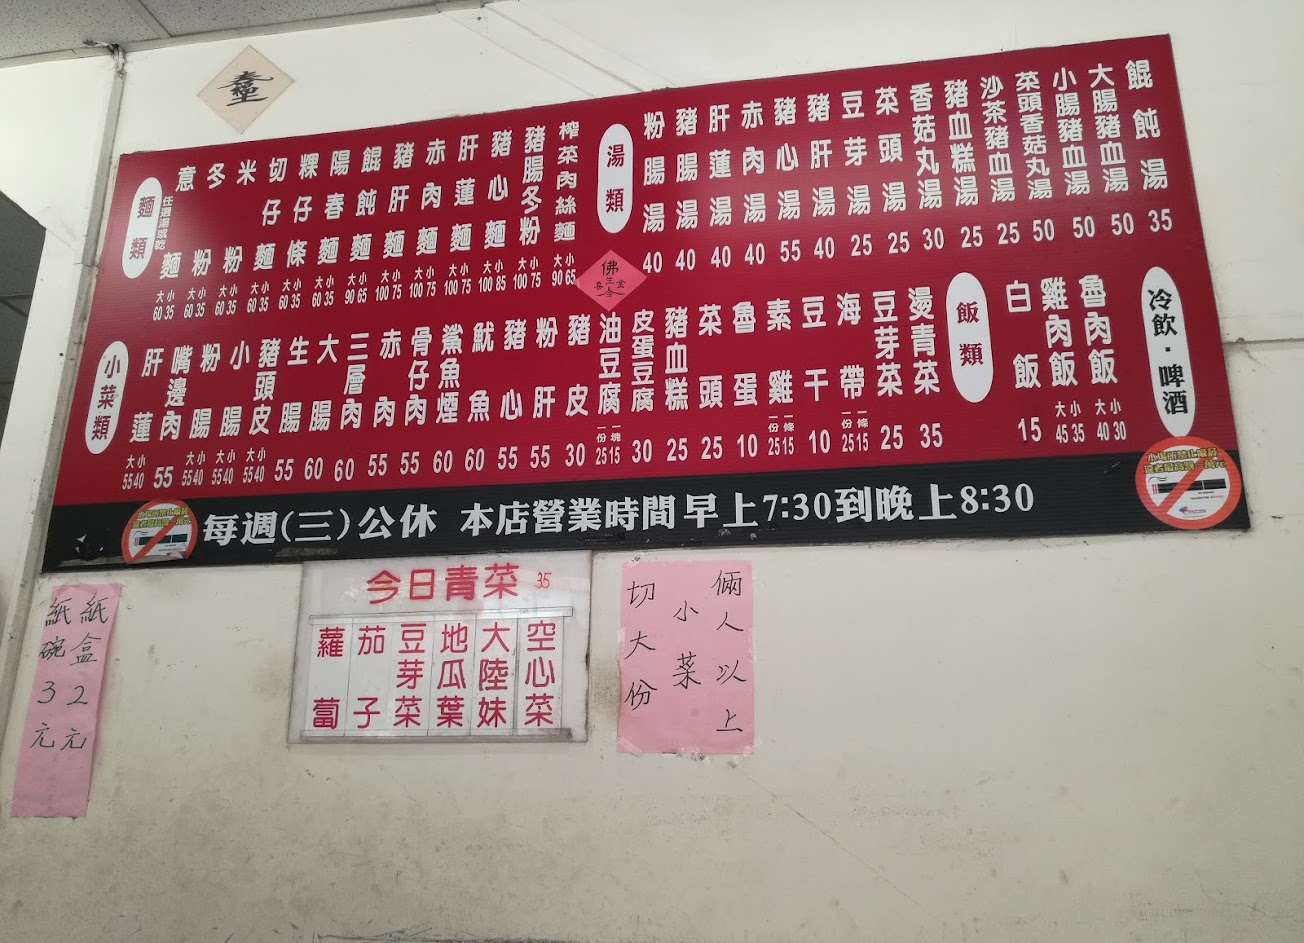 麵類
任選湯或乾
意麵 大60 小35
冬粉 大60 小35
米粉 大60 小35
切仔麵 大60 小35
粿仔條 大60 小35
陽春麵 大60 小35
餛飩麵 大90 小65
豬肝麵 大100 小75
赤肉麵 大100 小75
肝蓮麵 大100 小75
豬心麵 大100 小85
豬腸冬粉 大100 小75
榨菜肉絲麵 大90 小65
湯類
粉腸湯 40
豬腸湯 40
肝蓮湯 40
赤肉湯 40
豬心湯 55
豬肝湯 40
豆芽湯 25
菜頭湯 25
香菇丸湯 30
豬血糕湯 25
沙茶豬血湯 25
菜頭香菇丸湯 50
小腸豬血湯 50
大腸豬血湯 50
餛飩湯 35
小菜類
肝蓮 大55 小40
嘴邊肉 55
粉腸 大55 小40
小腸 大55 小40
豬頭皮 大55 小40
生腸 55
大腸 60
三層肉 60
赤肉 55
骨仔肉 55
鯊魚煙 60
魷魚 60
豬心 55
粉肝 55
豬皮 30
油豆腐 一份25 一塊15
皮蛋豆腐 30
豬血糕 25
菜頭 25
魯蛋 10
素雞 一份25 一條15
豆干 10
海帶 一份25 一條15
豆芽菜 25
燙青菜 35
飯類
白飯 15
雞肉飯 大45 小35
魯肉飯 大40 小30
冷飲·啤酒
每週(三)公休 本店營業時間早上7:30到晚上8:30
今日青菜 35
蘿蔔
茄子
豆芽菜
地瓜葉
大陸妹
空心菜
倆人以上
小菜
切大份
紙盒2元
紙碗3元